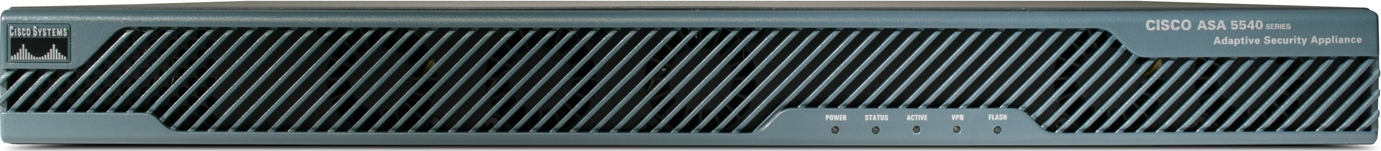 CISCO SYSTEMS
CISCO ASA 5540 SERIES
Adaptive Security Appliance
POWER STATUS ACTIVE VPN FLASH